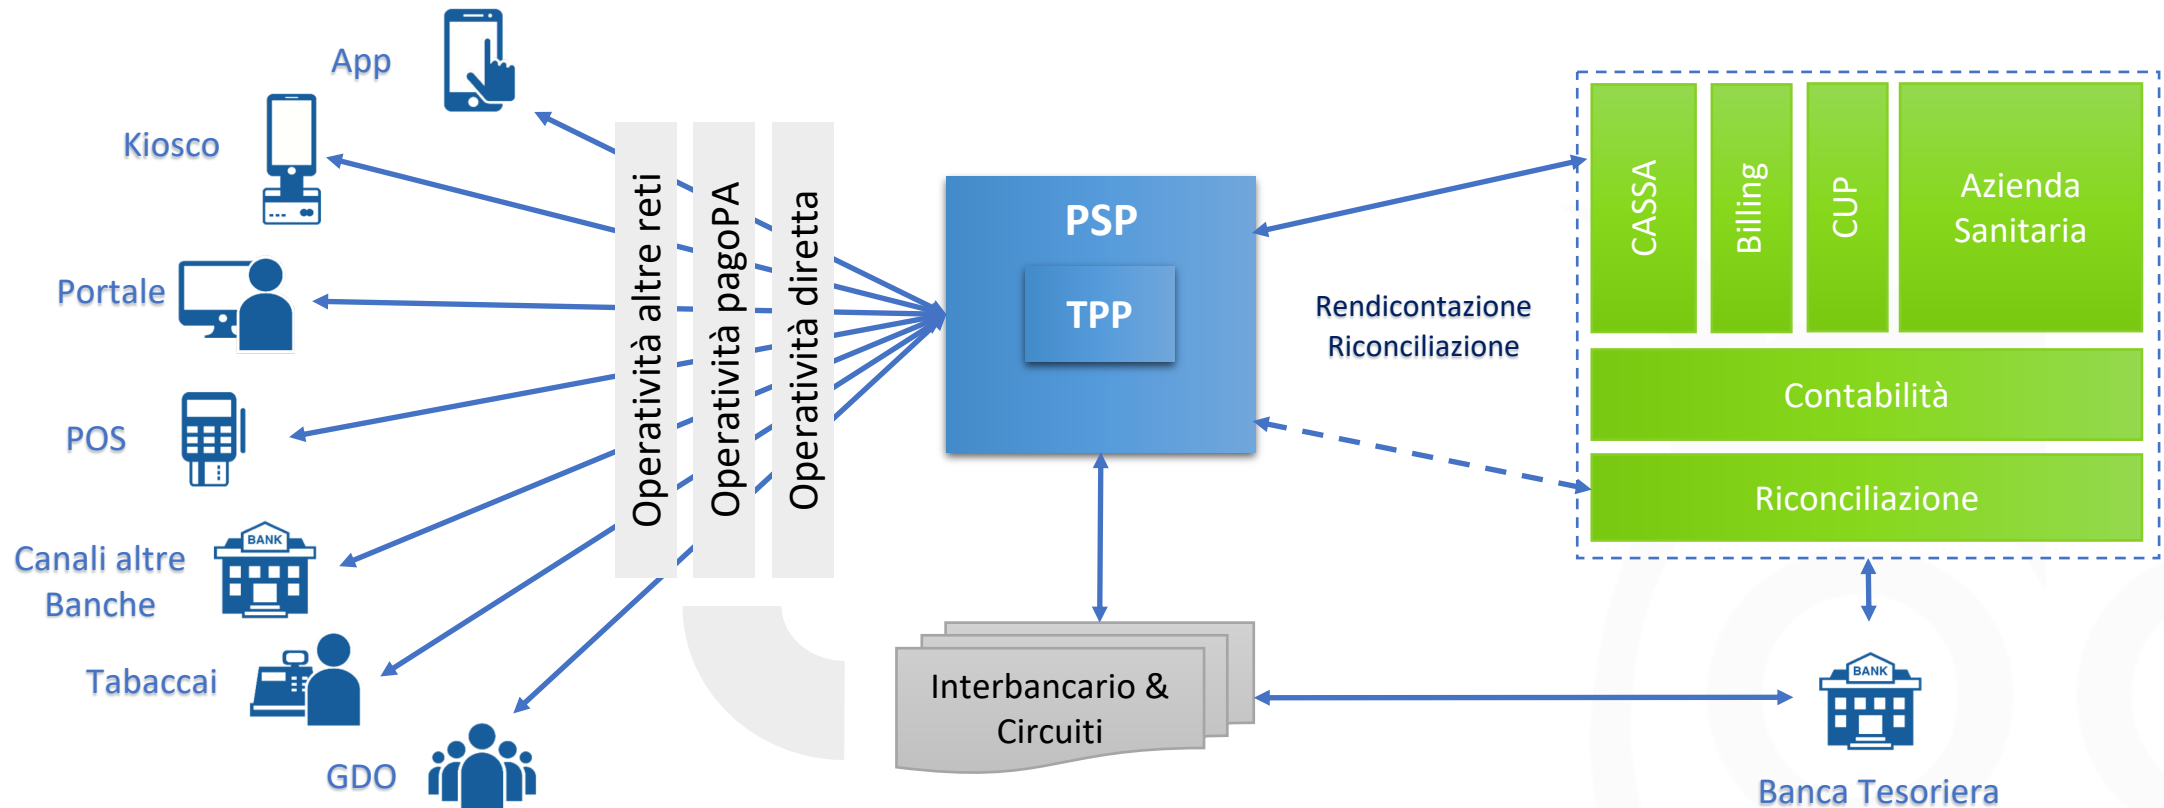 App
Kiosco
Portale
POS
Canali altre
Banche
BANK
Tabaccai
GDO
Operatività altre reti
Operatività pagoPA
Operatività diretta
PSP
TPP
Interbancario &
Circuiti
Rendicontazione
Riconciliazione
CASSA
Billing
CUP
Azienda
Sanitaria
Contabilità
Riconciliazione
BANK
Banca Tesoriera